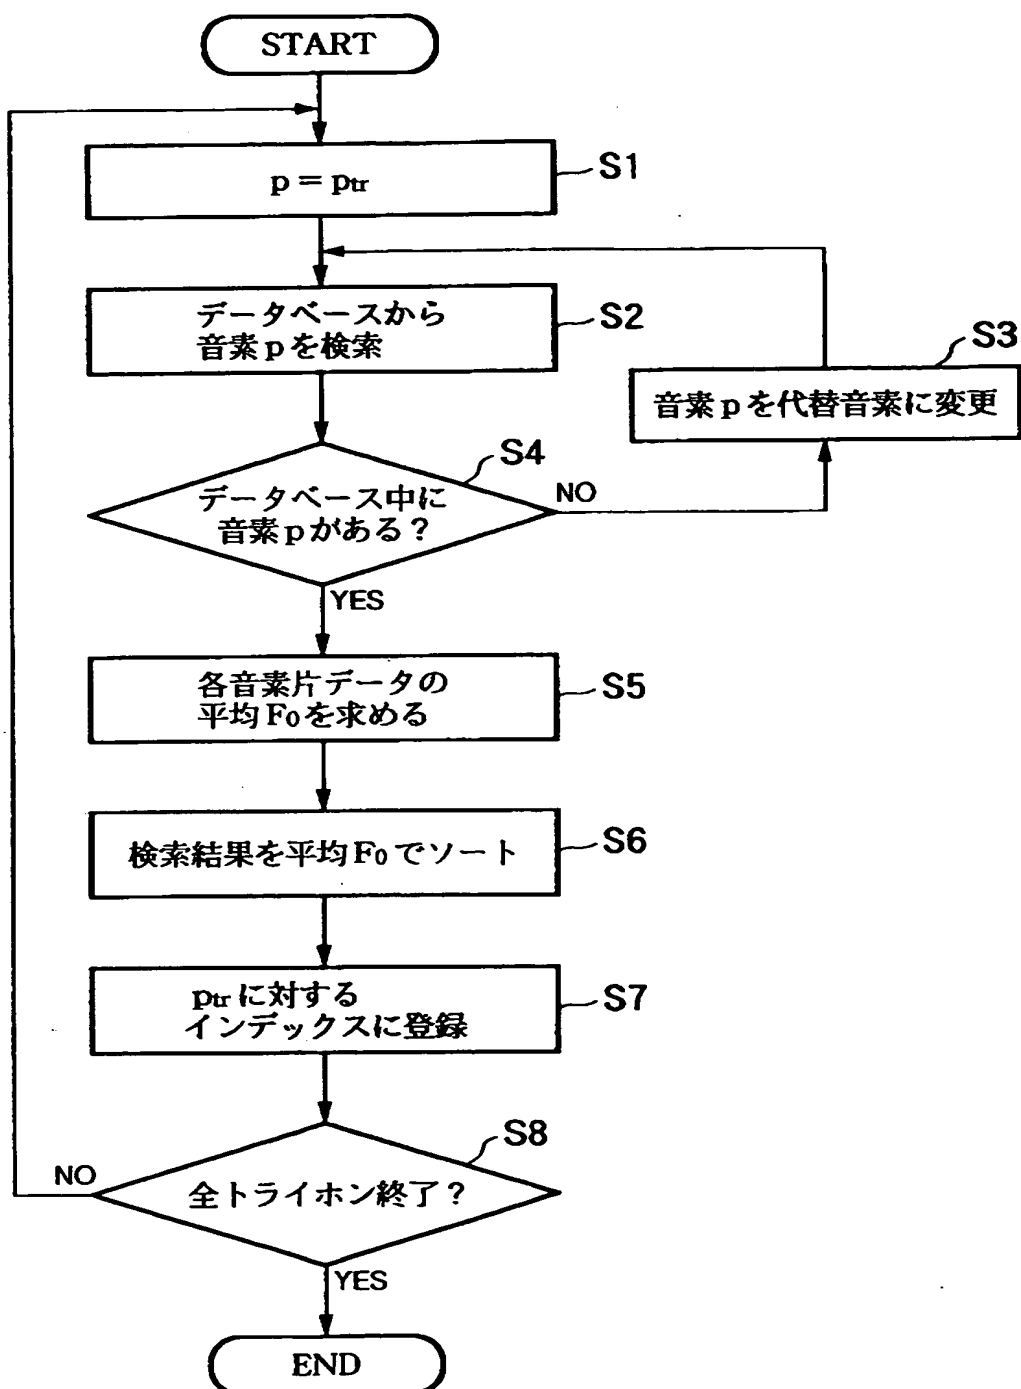 START
p = ptr
S1
データベースから
音素pを検索
S2
S3
音素pを代替音素に変更
S4
データベース中に
音素pがある?
NO
YES
各音素片データの
平均F0を求める
S5
検索結果を平均F0でソート
S6
ptrに対する
インデックスに登録
S7
S8
全トライホン終了?
NO
YES
END